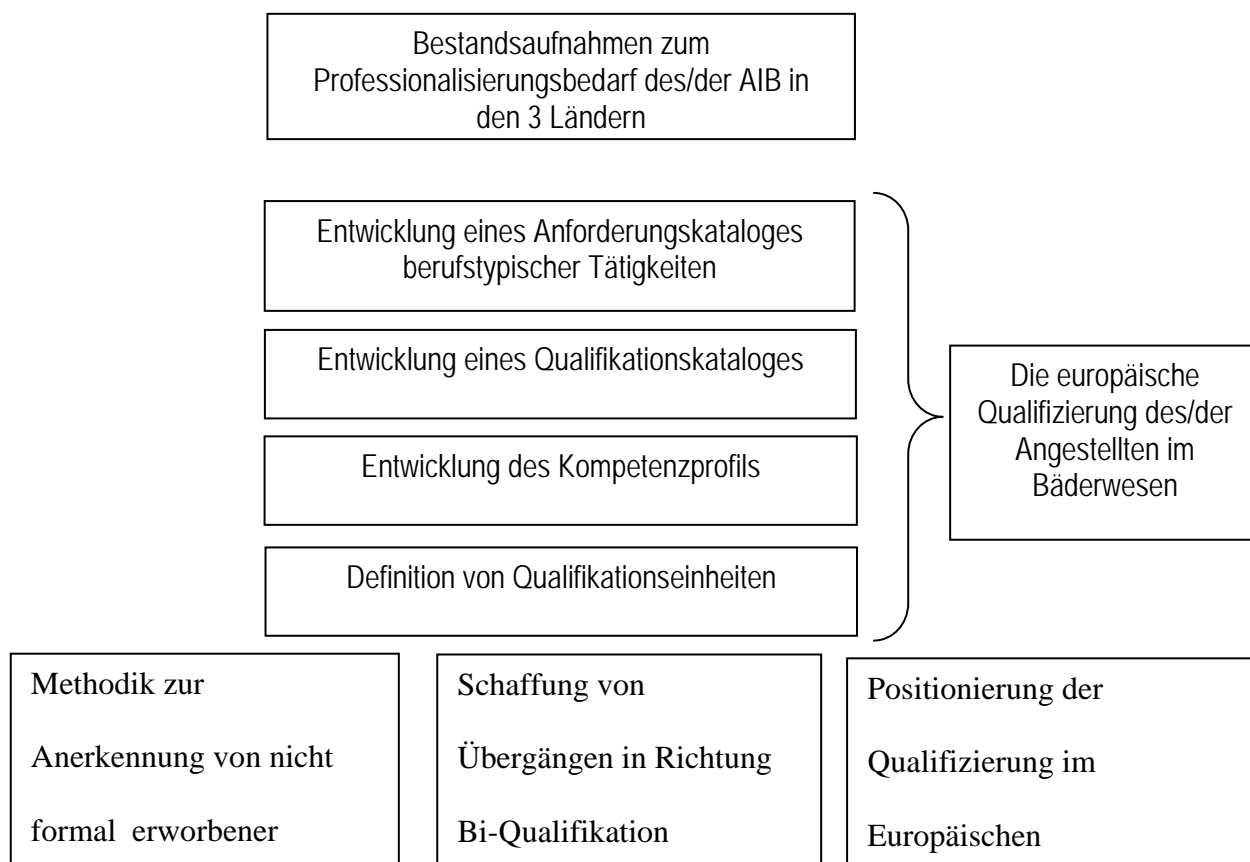 Bestandsaufnahmen zum
Professionalisierungsbedarf des/der AIB in
den 3 Ländern
Entwicklung eines Anforderungskataloges
berufstypischer Tätigkeiten
Entwicklung eines Qualifikationskataloges
Entwicklung des Kompetenzprofils
Definition von Qualifikationseinheiten
Die europäische
Qualifizierung des/der
Angestellten im
Bäderwesen
Methodik zur
Anerkennung von nicht
formal erworbener
Schaffung von
Übergängen in Richtung
Bi-Qualifikation
Positionierung der
Qualifizierung im
Europäischen